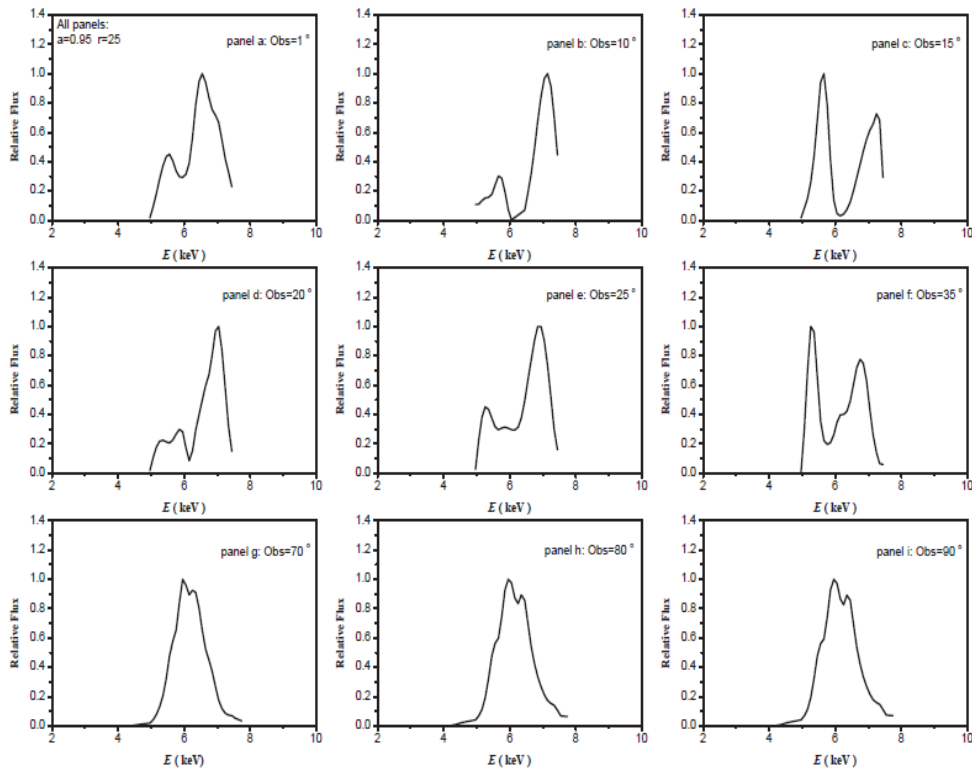 All panels:
a=0.95 r=25
panel a: Obs=1°
Relative Flux
1.4
1.2
1.0
0.8
0.6
0.4
0.2
0.0
2 4 6 8 10
E (keV)
panel b: Obs=10°
Relative Flux
1.4
1.2
1.0
0.8
0.6
0.4
0.2
0.0
2 4 6 8 10
E (keV)
panel c: Obs=15°
Relative Flux
1.4
1.2
1.0
0.8
0.6
0.4
0.2
0.0
2 4 6 8 10
E (keV)
panel d: Obs=20°
Relative Flux
1.4
1.2
1.0
0.8
0.6
0.4
0.2
0.0
2 4 6 8 10
E (keV)
panel e: Obs=25°
Relative Flux
1.4
1.2
1.0
0.8
0.6
0.4
0.2
0.0
2 4 6 8 10
E (keV)
panel f: Obs=35°
Relative Flux
1.4
1.2
1.0
0.8
0.6
0.4
0.2
0.0
2 4 6 8 10
E (keV)
panel g: Obs=70°
Relative Flux
1.4
1.2
1.0
0.8
0.6
0.4
0.2
0.0
2 4 6 8 10
E (keV)
panel h: Obs=80°
Relative Flux
1.4
1.2
1.0
0.8
0.6
0.4
0.2
0.0
2 4 6 8 10
E (keV)
panel i: Obs=90°
Relative Flux
1.4
1.2
1.0
0.8
0.6
0.4
0.2
0.0
2 4 6 8 10
E (keV)